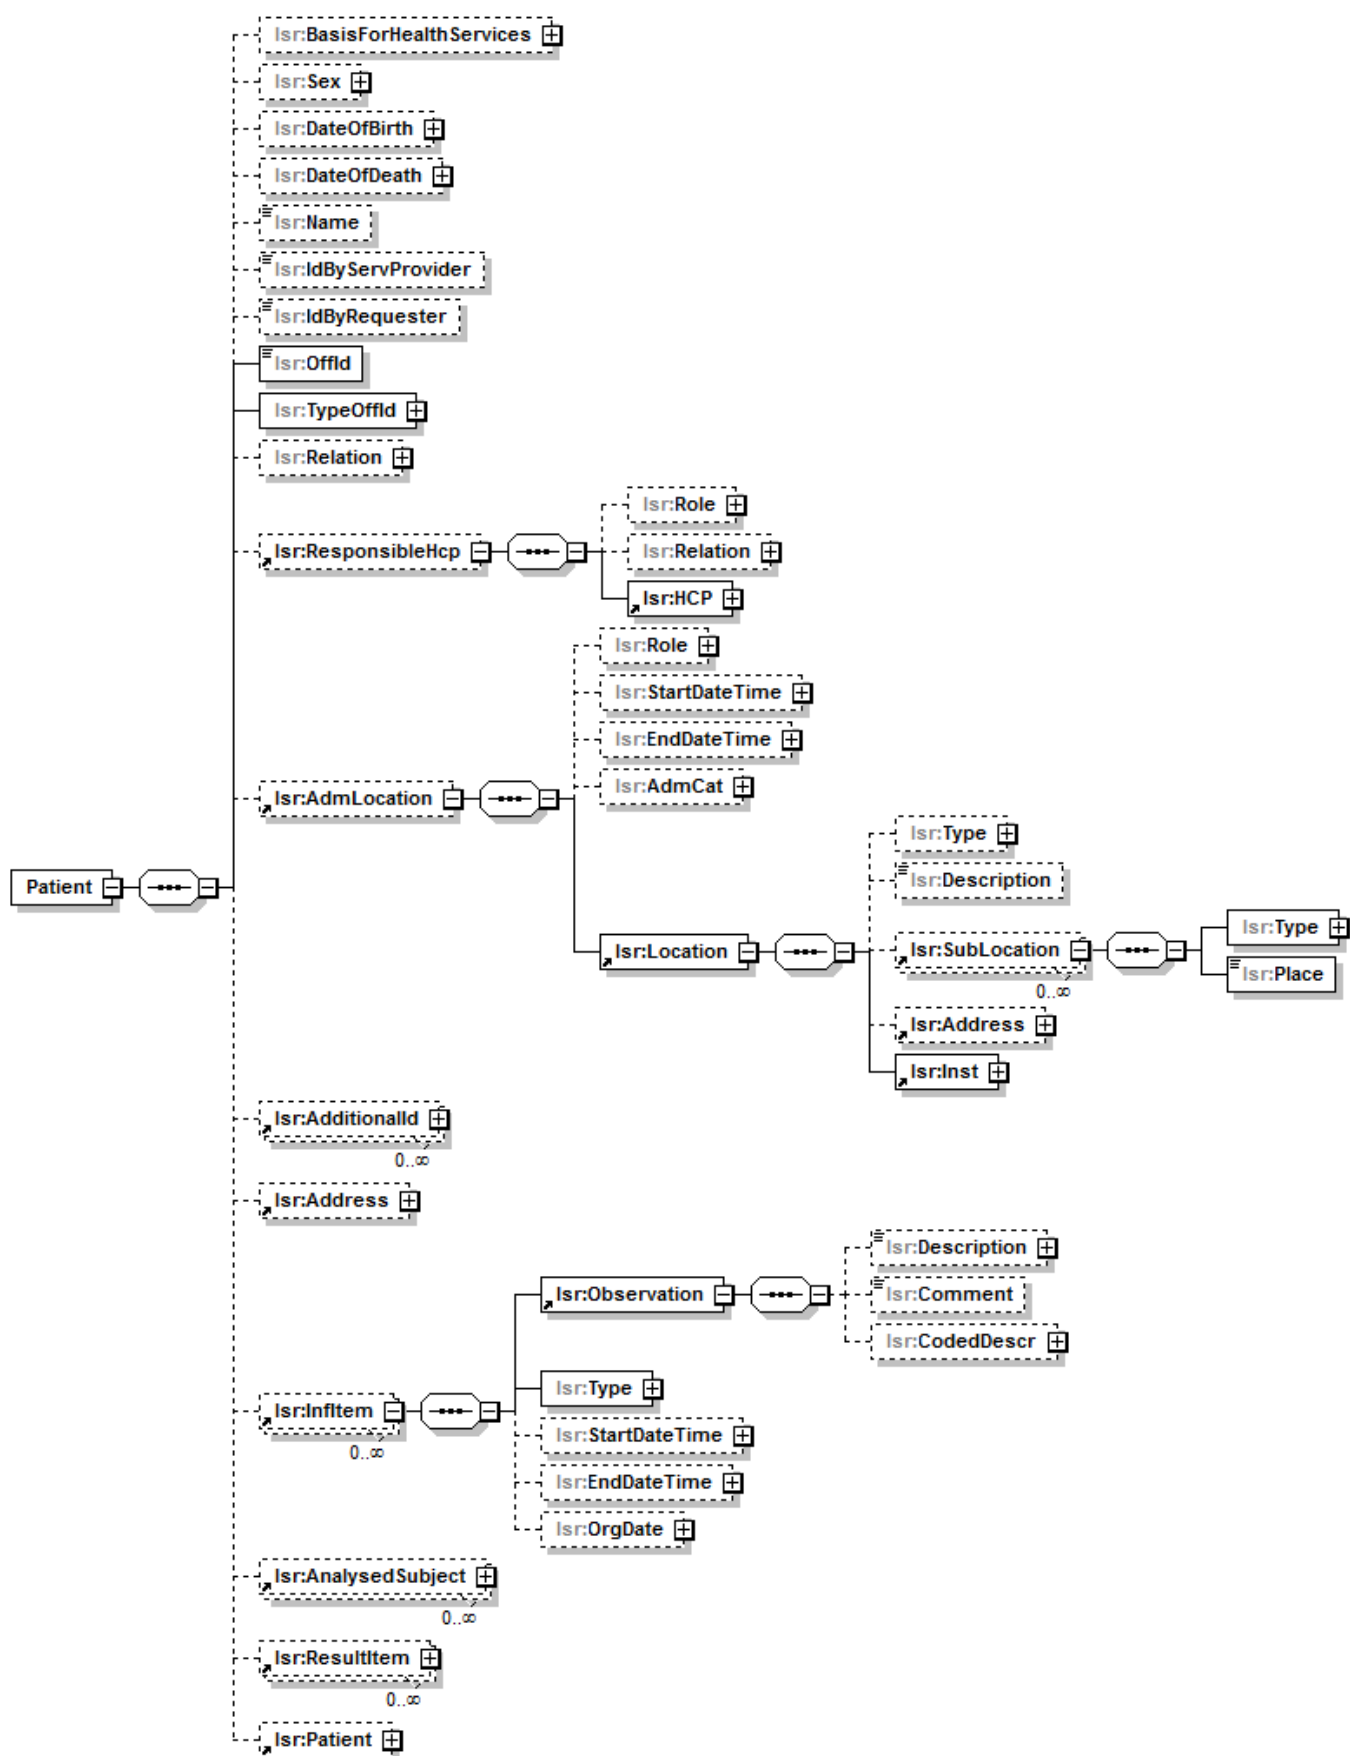 lsr:BasisForHealthServices
lsr:Sex
lsr:DateOfBirth
lsr:DateOfDeath
lsr:Name
lsr:IdByServProvider
lsr:IdByRequester
lsr:OffId
lsr:TypeOffId
lsr:Relation
lsr:Role
lsr:ResponsibleHcp
lsr:Relation
lsr:HCP
lsr:Role
lsr:StartDateTime
lsr:EndDateTime
lsr:AdmCat
lsr:AdmLocation
lsr:Type
Patient
lsr:Description
lsr:Type
lsr:Location
lsr:SubLocation
0..∞
lsr:Place
lsr:Address
lsr:Inst
lsr:AdditionalId
0..∞
lsr:Address
lsr:Description
lsr:Observation
lsr:Comment
lsr:CodedDescr
lsr:Type
lsr:InfItem
0..∞
lsr:StartDateTime
lsr:EndDateTime
lsr:OrgDate
lsr:AnalysedSubject
0..∞
lsr:ResultItem
0..∞
lsr:Patient